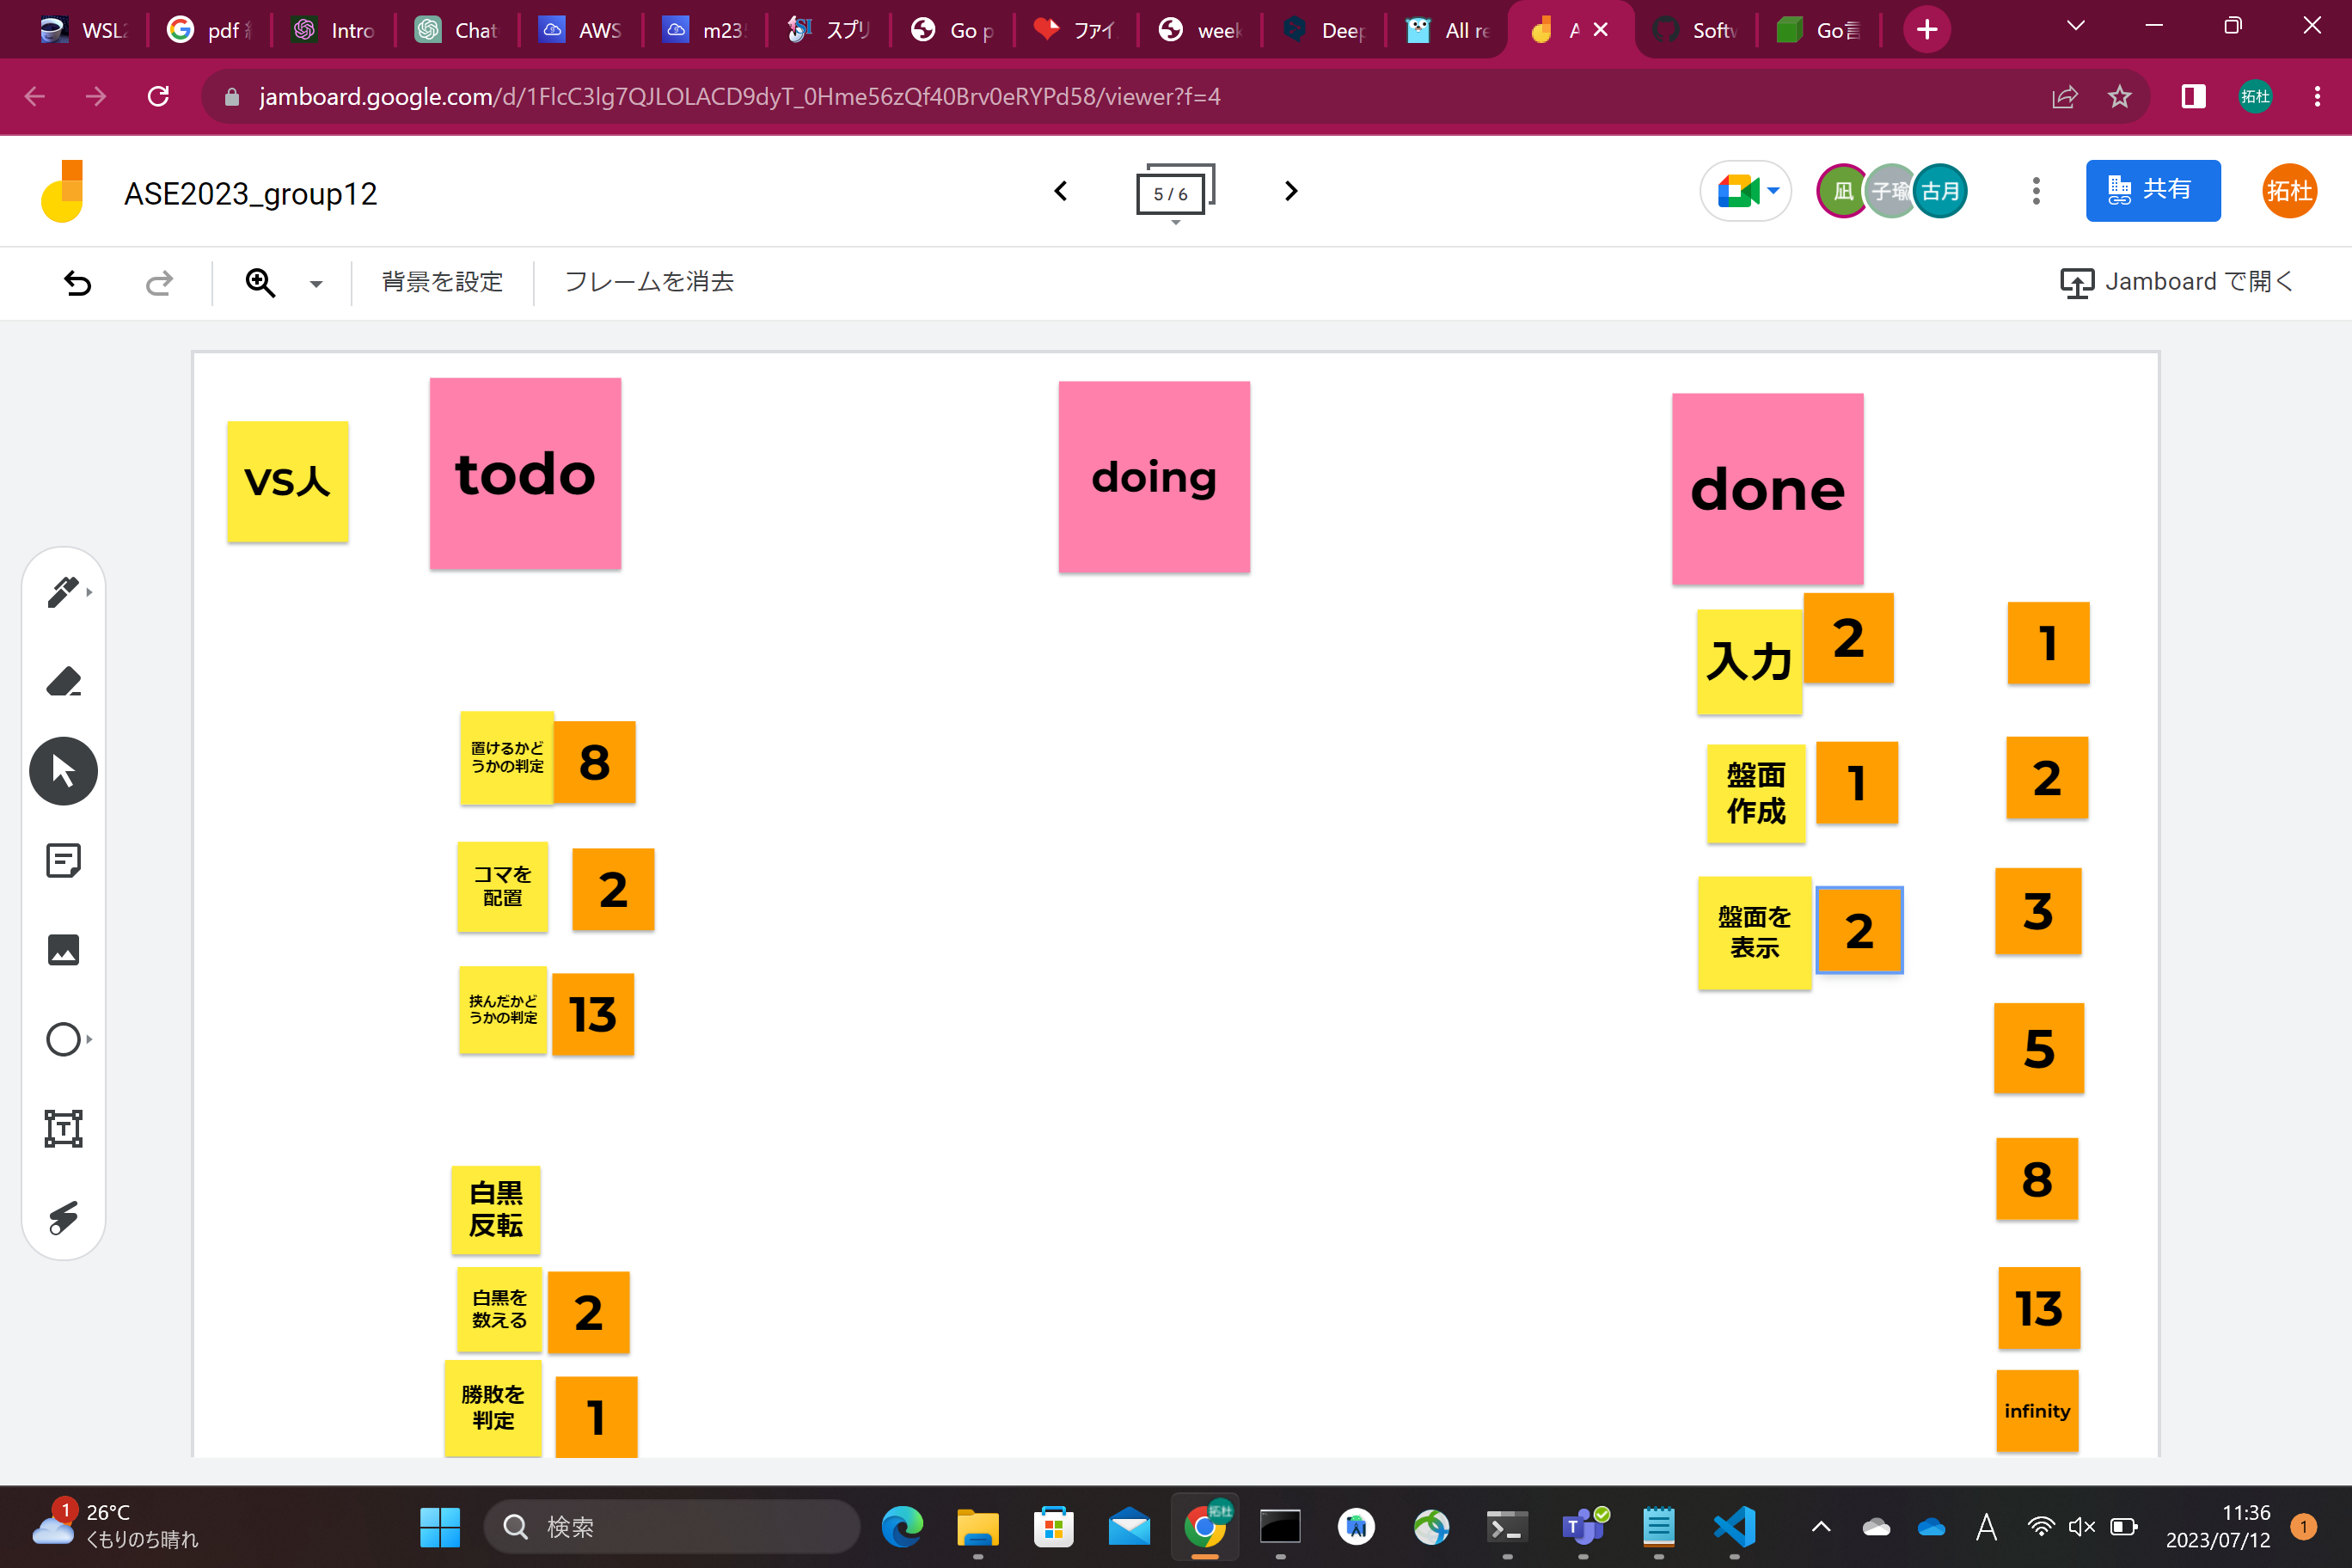 WSL2
pdf
Intro
Chat
AWS
m23
スプリ
Go p
ファイ
week
Deep
All re
A
Softw
Go言
jamboard.google.com/d/1FlcC3lg7QJLOLACD9dyT_0Hme56zQf40Brv0eRYPd58/viewer?f=4
拓杜
ASE2023_group12
5 / 6
凪
子瑜
古月
共有
拓杜
背景を設定
フレームを消去
Jamboard で開く
VS人
todo
doing
done
入力
2
1
置けるかど
うかの判定
8
盤面
作成
1
2
コマを
配置
2
盤面を
表示
2
3
挟んだかど
うかの判定
13
5
白黒
反転
8
白黒を
数える
2
13
勝敗を
判定
1
infinity
1
26°C
くもりのち晴れ
検索
拓杜
A
11:36
2023/07/12
1